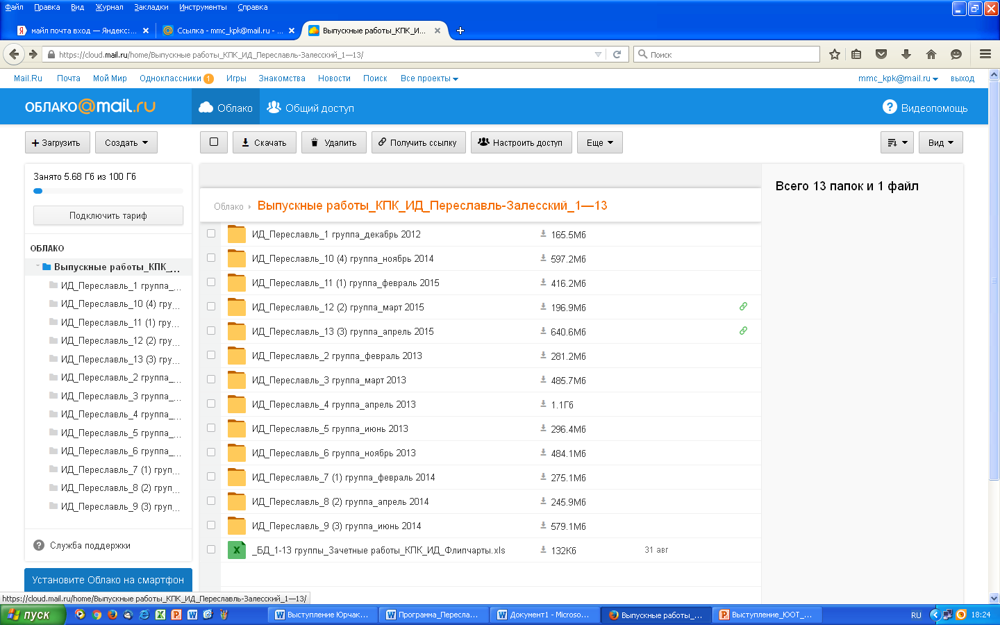 Файл Правка Вид Журнал Закладки Инструменты Справка
майл почта вход — Яндекс:... Ссылка - mmc_kpk@mail.ru - ... Выпускные работы_КПК_И...
https://cloud.mail.ru/home/Выпускные работы_КПК_ИД_Переславль-Залесский_1—13/ Поиск
Mail.Ru Почта Мой Мир Одноклассники 1 Игры Знакомства Новости Поиск Все проекты mmc_kpk@mail.ru выход
ОБЛАКО@mail.ru Облако Общий доступ ? Видеопомощь
Загрузить Создать Скачать Удалить Получить ссылку Настроить доступ Еще Вид
Занято 5.68 Гб из 100 Гб
Подключить тариф
ОБЛАКО
Выпускные работы_КПК_...
ИД_Переславль_1 группа_...
ИД_Переславль_10 (4) гру...
ИД_Переславль_11 (1) гру...
ИД_Переславль_12 (2) гру...
ИД_Переславль_13 (3) гру...
ИД_Переславль_2 группа_...
ИД_Переславль_3 группа_...
ИД_Переславль_4 группа_...
ИД_Переславль_5 группа_...
ИД_Переславль_6 группа_...
ИД_Переславль_7 (1) груп...
ИД_Переславль_8 (2) груп...
ИД_Переславль_9 (3) груп...
? Служба поддержки
Установите Облако на смартфон
Облако Выпускные работы_КПК_ИД_Переславль-Залесский_1—13
ИД_Переславль_1 группа_декабрь 2012 165.5Мб
ИД_Переславль_10 (4) группа_ноябрь 2014 597.2Мб
ИД_Переславль_11 (1) группа_февраль 2015 416.2Мб
ИД_Переславль_12 (2) группа_март 2015 196.9Мб
ИД_Переславль_13 (3) группа_апрель 2015 640.6Мб
ИД_Переславль_2 группа_февраль 2013 281.2Мб
ИД_Переславль_3 группа_март 2013 485.7Мб
ИД_Переславль_4 группа_апрель 2013 1.1Гб
ИД_Переславль_5 группа_июнь 2013 296.4Мб
ИД_Переславль_6 группа_ноябрь 2013 484.1Мб
ИД_Переславль_7 (1) группа_февраль 2014 275.1Мб
ИД_Переславль_8 (2) группа_апрель 2014 245.9Мб
ИД_Переславль_9 (3) группа_июнь 2014 579.1Мб
X _БД_1-13 группы_Зачетные работы_КПК_ИД_Флипчарты.xls 132Кб 31 авг
Всего 13 папок и 1 файл
https://cloud.mail.ru/home/Выпускные работы_КПК_ИД_Переславль-Залесский_1—13/
пуск Выступление Юрчак... Программа_Пересла... Документ1 - Microso... Выпускные работы_... Выступление_ЮОТ_... RU 18:24